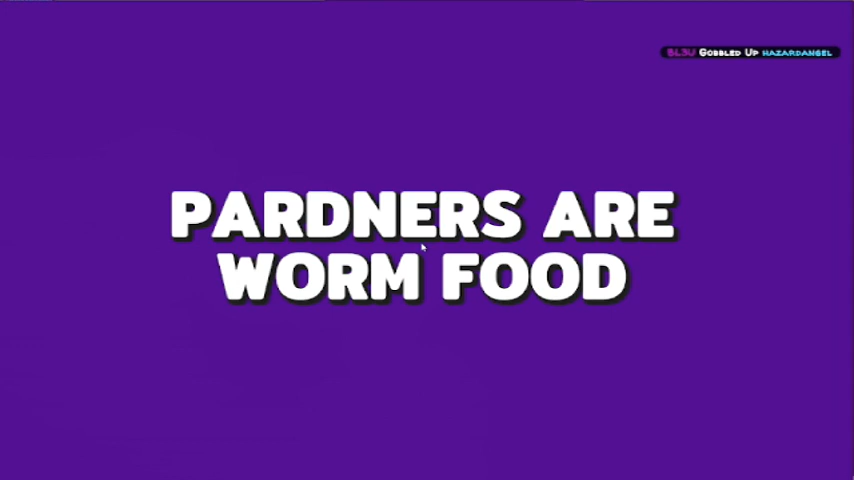 BL3U Gobbled Up HAZARDANGEL
PARDNERS ARE
WORM FOOD